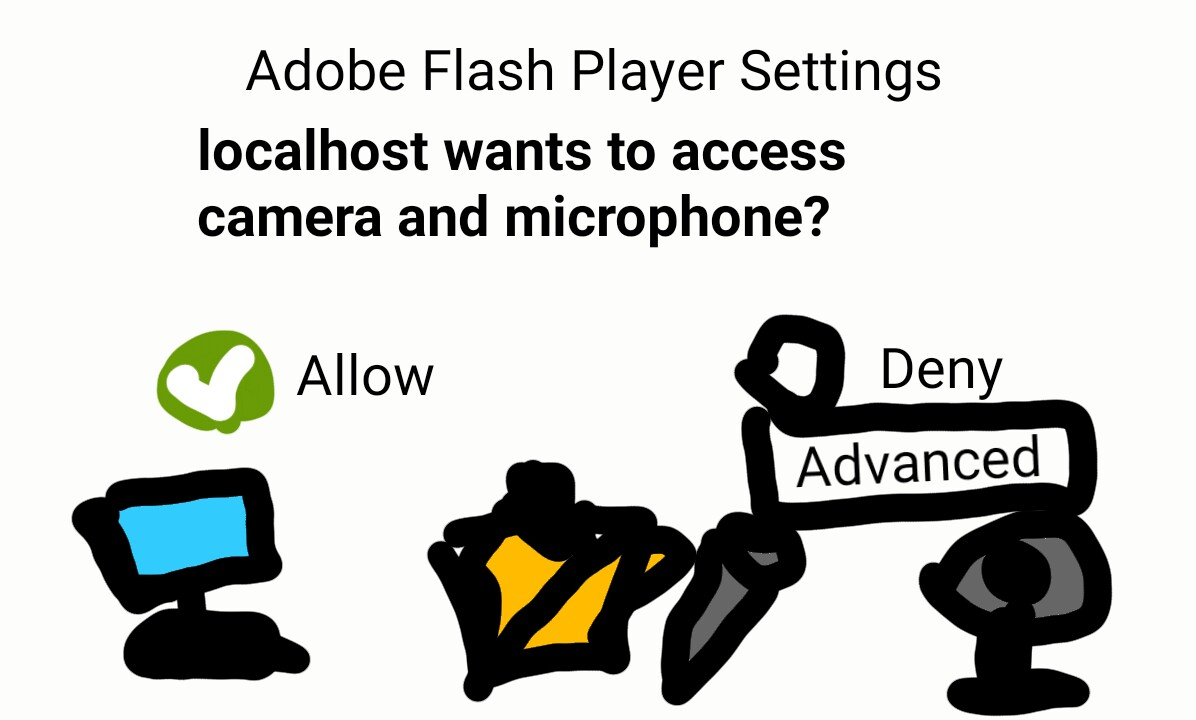 Adobe Flash Player Settings
localhost wants to access
camera and microphone?
Allow
Deny
Advanced